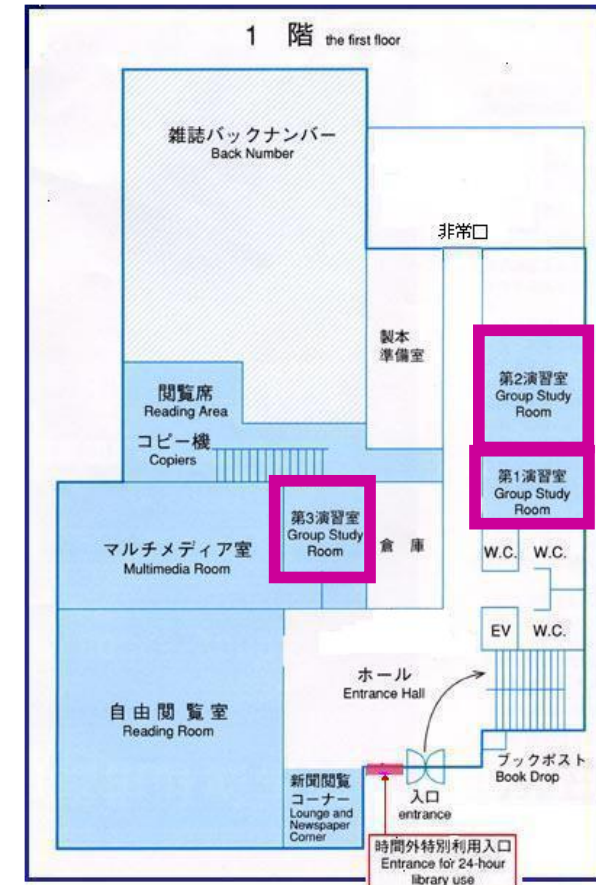 1 階 the first floor
雑誌バックナンバー
Back Number
非常口
製本
準備室
閲覧席
Reading Area
コピー機
Copiers
第2演習室
Group Study
Room
第1演習室
Group Study
Room
第3演習室
Group Study
Room
倉 庫
マルチメディア室
Multimedia Room
W.C. W.C.
EV W.C.
ホール
Entrance Hall
自由閲覧室
Reading Room
新聞閲覧
コーナー
Lounge and
Newspaper
Corner
入口
entrance
ブックポスト
Book Drop
時間外特別利用入口
Entrance for 24-hour
library use